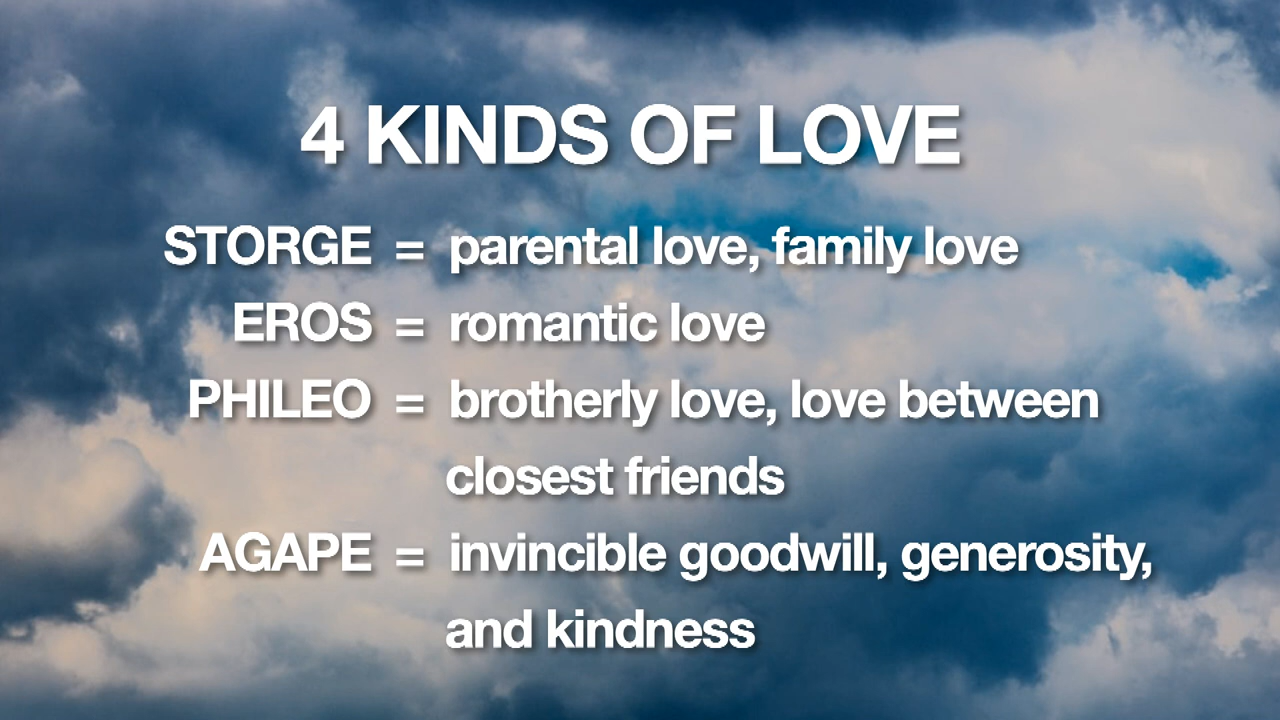 4 KINDS OF LOVE
STORGE = parental love, family love
EROS = romantic love
PHILEO = brotherly love, love between
closest friends
AGAPE = invincible goodwill, generosity,
and kindness